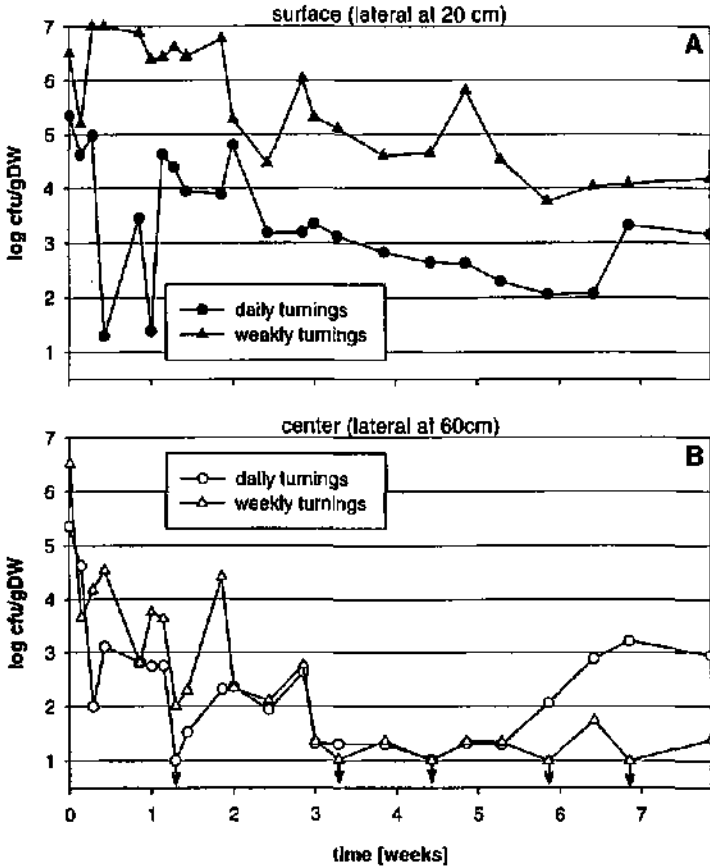 surface (lateral at 20 cm)
A
7
6
5
4
3
2
1
log cfu/gDW
daily turnings
weekly turnings
center (lateral at 60cm)
B
7
6
5
4
3
2
1
0
log cfu/gDW
daily turnings
weekly turnings
0 1 2 3 4 5 6 7
time [weeks]